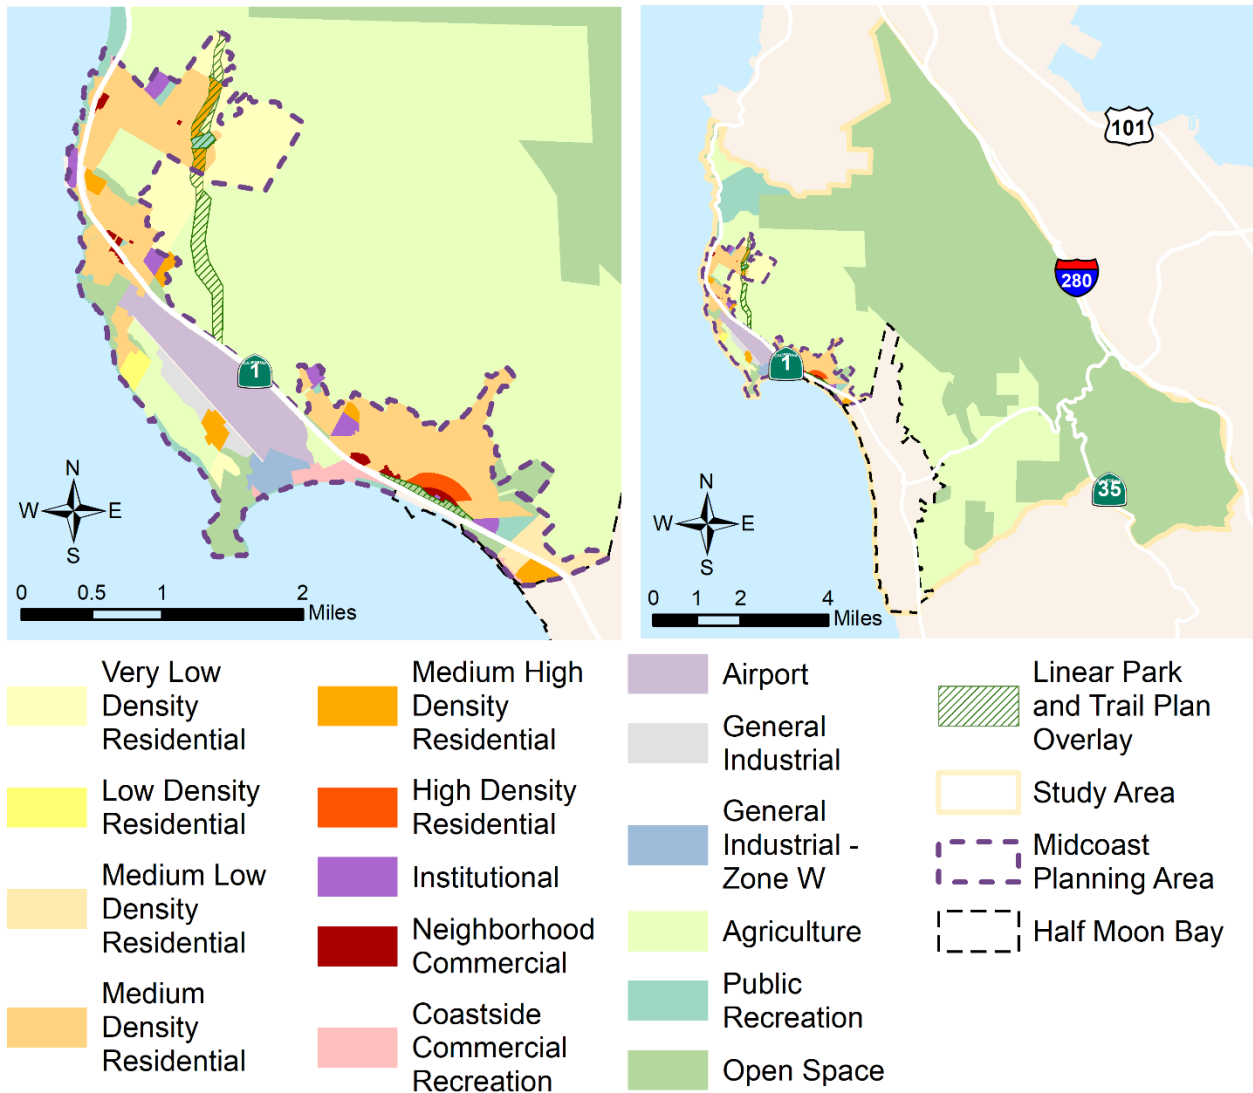 1
N
W
E
S
0
0.5
1
2
Miles
101
280
1
35
N
W
E
S
0
1
2
4
Miles
Very Low
Density
Residential
Low Density
Residential
Medium Low
Density
Residential
Medium
Density
Residential
Medium High
Density
Residential
High Density
Residential
Institutional
Neighborhood
Commercial
Coastside
Commercial
Recreation
Airport
General
Industrial
General
Industrial -
Zone W
Agriculture
Public
Recreation
Open Space
Linear Park
and Trail Plan
Overlay
Study Area
Midcoast
Planning Area
Half Moon Bay